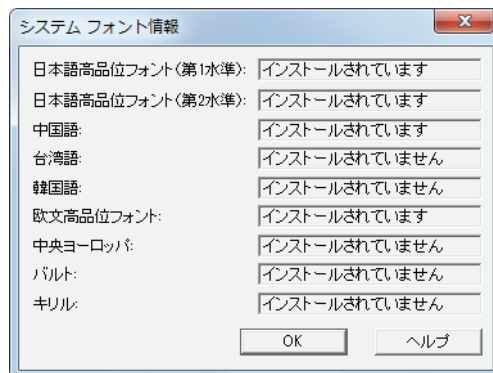 システム フォント情報
日本語高品位フォント(第1水準): インストールされています
日本語高品位フォント(第2水準): インストールされています
中国語: インストールされています
台湾語: インストールされていません
韓国語: インストールされていません
欧文高品位フォント: インストールされています
中央ヨーロッパ: インストールされていません
バルト: インストールされていません
キリル: インストールされていません
OK ヘルプ